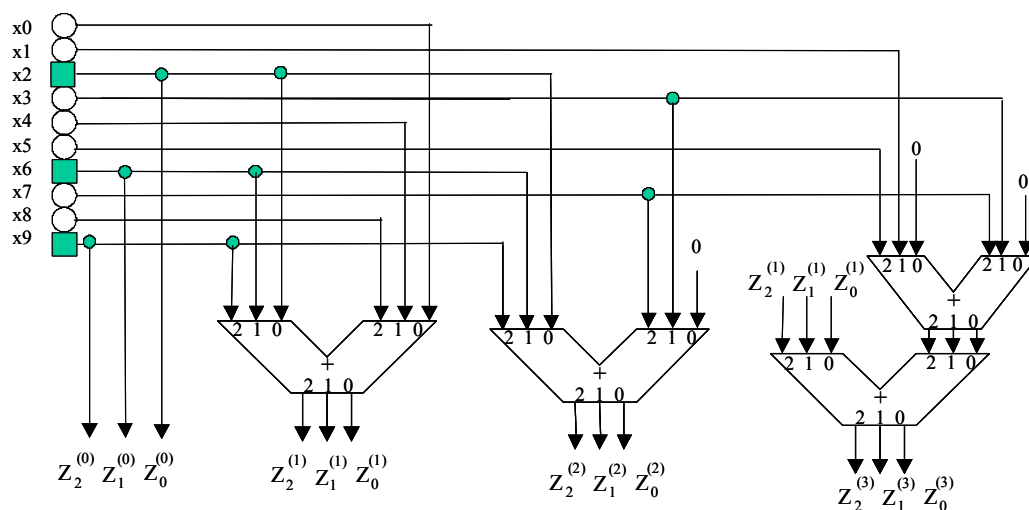 x0
x1
x2
x3
x4
x5
x6
x7
x8
x9
0
0
0
2 1 0
2 1 0
+
2 1 0
Z₂⁽¹⁾ Z₁⁽¹⁾ Z₀⁽¹⁾
2 1 0
2 1 0
+
2 1 0
2 1 0
2 1 0
+
2 1 0
2 1 0
2 1 0
+
2 1 0
Z₂⁽⁰⁾ Z₁⁽⁰⁾ Z₀⁽⁰⁾
Z₂⁽¹⁾ Z₁⁽¹⁾ Z₀⁽¹⁾
Z₂⁽²⁾ Z₁⁽²⁾ Z₀⁽²⁾
Z₂⁽³⁾ Z₁⁽³⁾ Z₀⁽³⁾